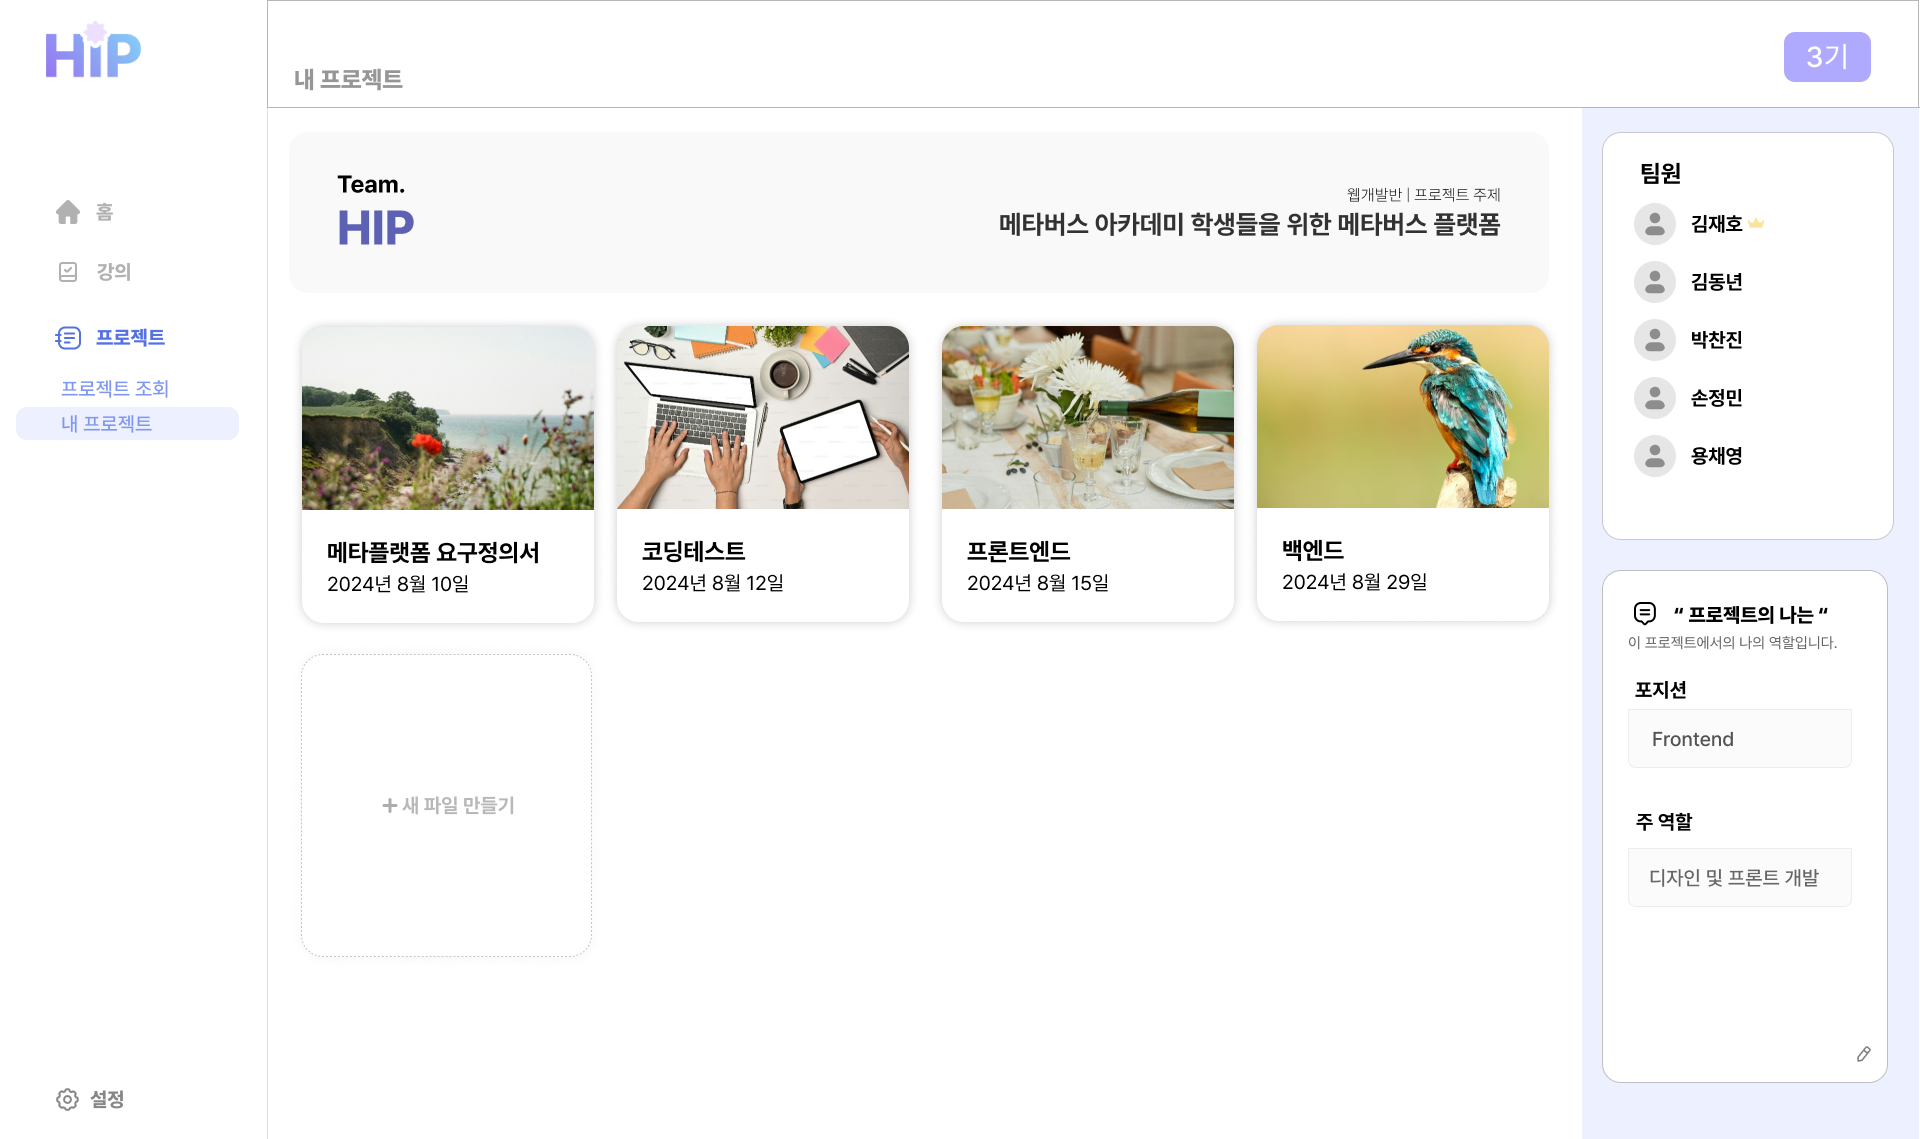 HiP
홈
강의
프로젝트
프로젝트 조회
내 프로젝트
설정
내 프로젝트
3기
Team.
HIP
웹개발반 | 프로젝트 주제
메타버스 아카데미 학생들을 위한 메타버스 플랫폼
메타플랫폼 요구정의서
2024년 8월 10일
코딩테스트
2024년 8월 12일
프론트엔드
2024년 8월 15일
백엔드
2024년 8월 29일
+ 새 파일 만들기
팀원
김재호
김동년
박찬진
손정민
용채영
“ 프로젝트의 나는 “
이 프로젝트에서의 나의 역할입니다.
포지션
Frontend
주 역할
디자인 및 프론트 개발